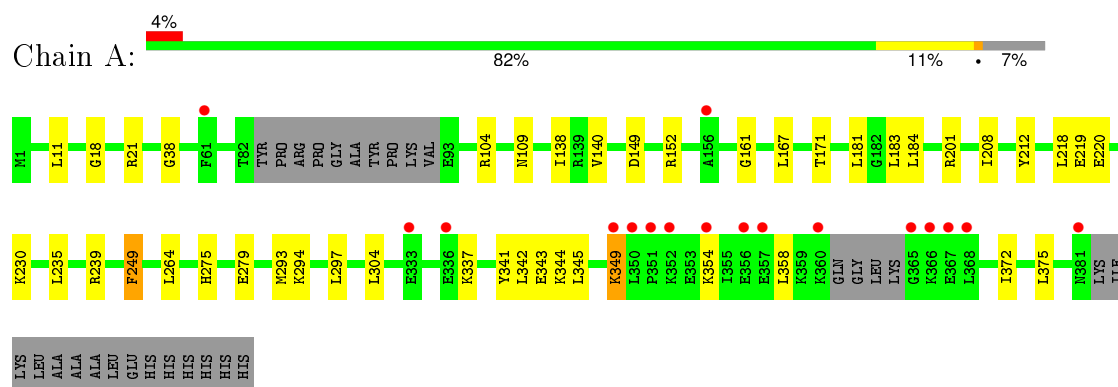 4%
Chain A:
82% 11% • 7%
M1 L11 G18 R21 G38 F61 T82 TYR PRO ARG PRO GLY ALA TYR PRO LYS VAL E93 R104 N109 I138 R139 V140 D149 R152 A156 G161 L167 T171 L181 G182 L183 L184 R201 I208 Y212 L218 E219 E220
K230 L235 R239 F249 L264 H275 E279 M293 K294 L297 L304 E333 E336 K337 Y341 L342 E343 K344 L345 K349 L350 P351 K352 E353 K354 I355 E356 E357 L358 K359 K360 GLN GLY LEU LYS G365 K366 E367 L368 I372 L375 N381 LYS ILE
LYS LEU ALA ALA ALA LEU GLU HIS HIS HIS HIS HIS HIS